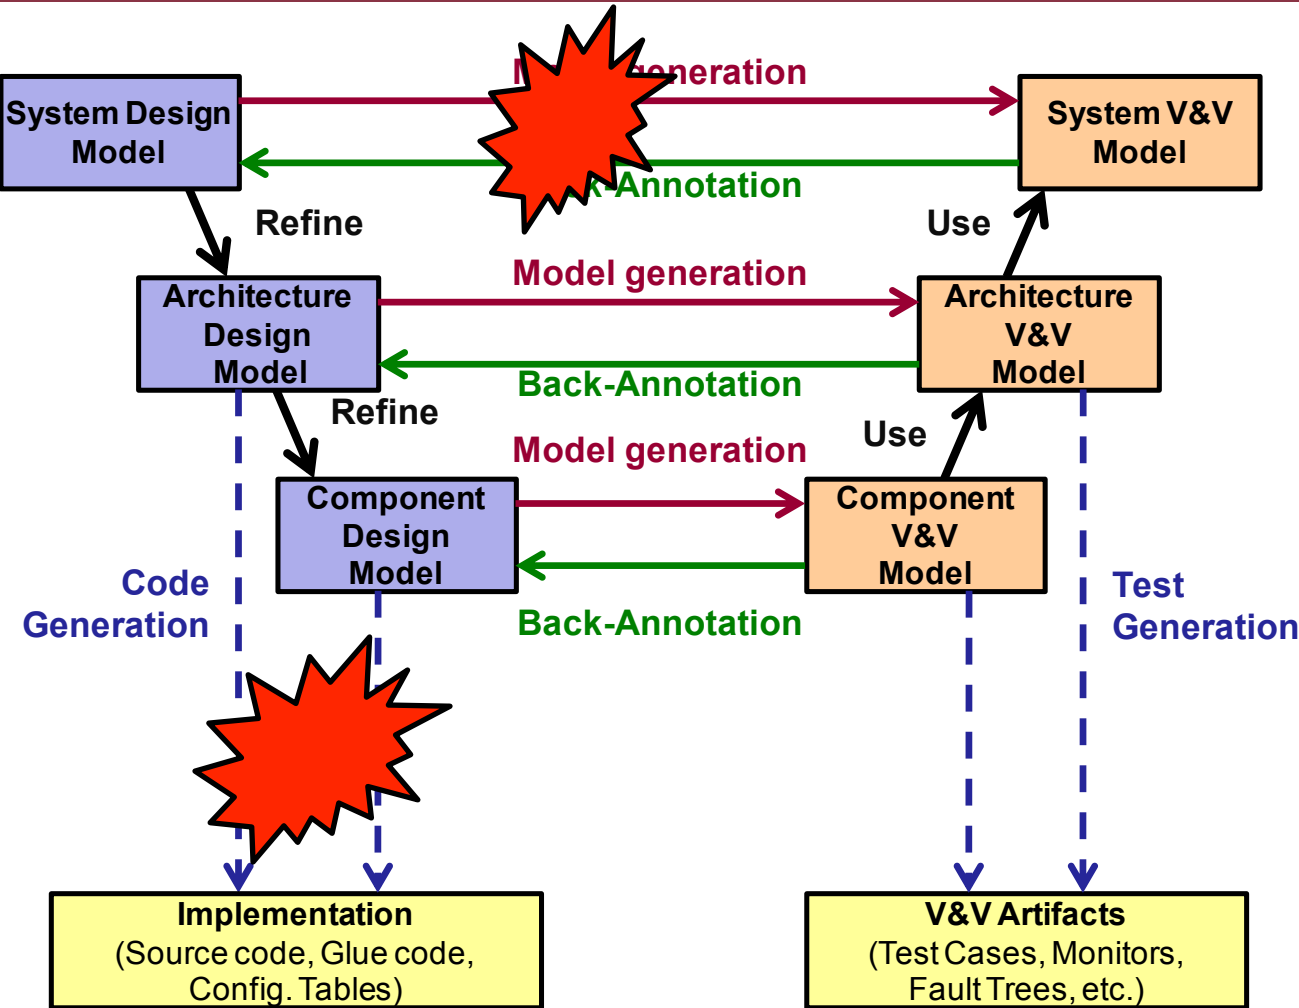 generation
System Design
Model
System V&V
Model
-Annotation
Refine
Use
Model generation
Architecture
Design
Model
Architecture
V&V
Model
Back-Annotation
Refine
Use
Model generation
Component
Design
Model
Component
V&V
Model
Code
Generation
Back-Annotation
Test
Generation
Implementation
(Source code, Glue code,
Config. Tables)
V&V Artifacts
(Test Cases, Monitors,
Fault Trees, etc.)